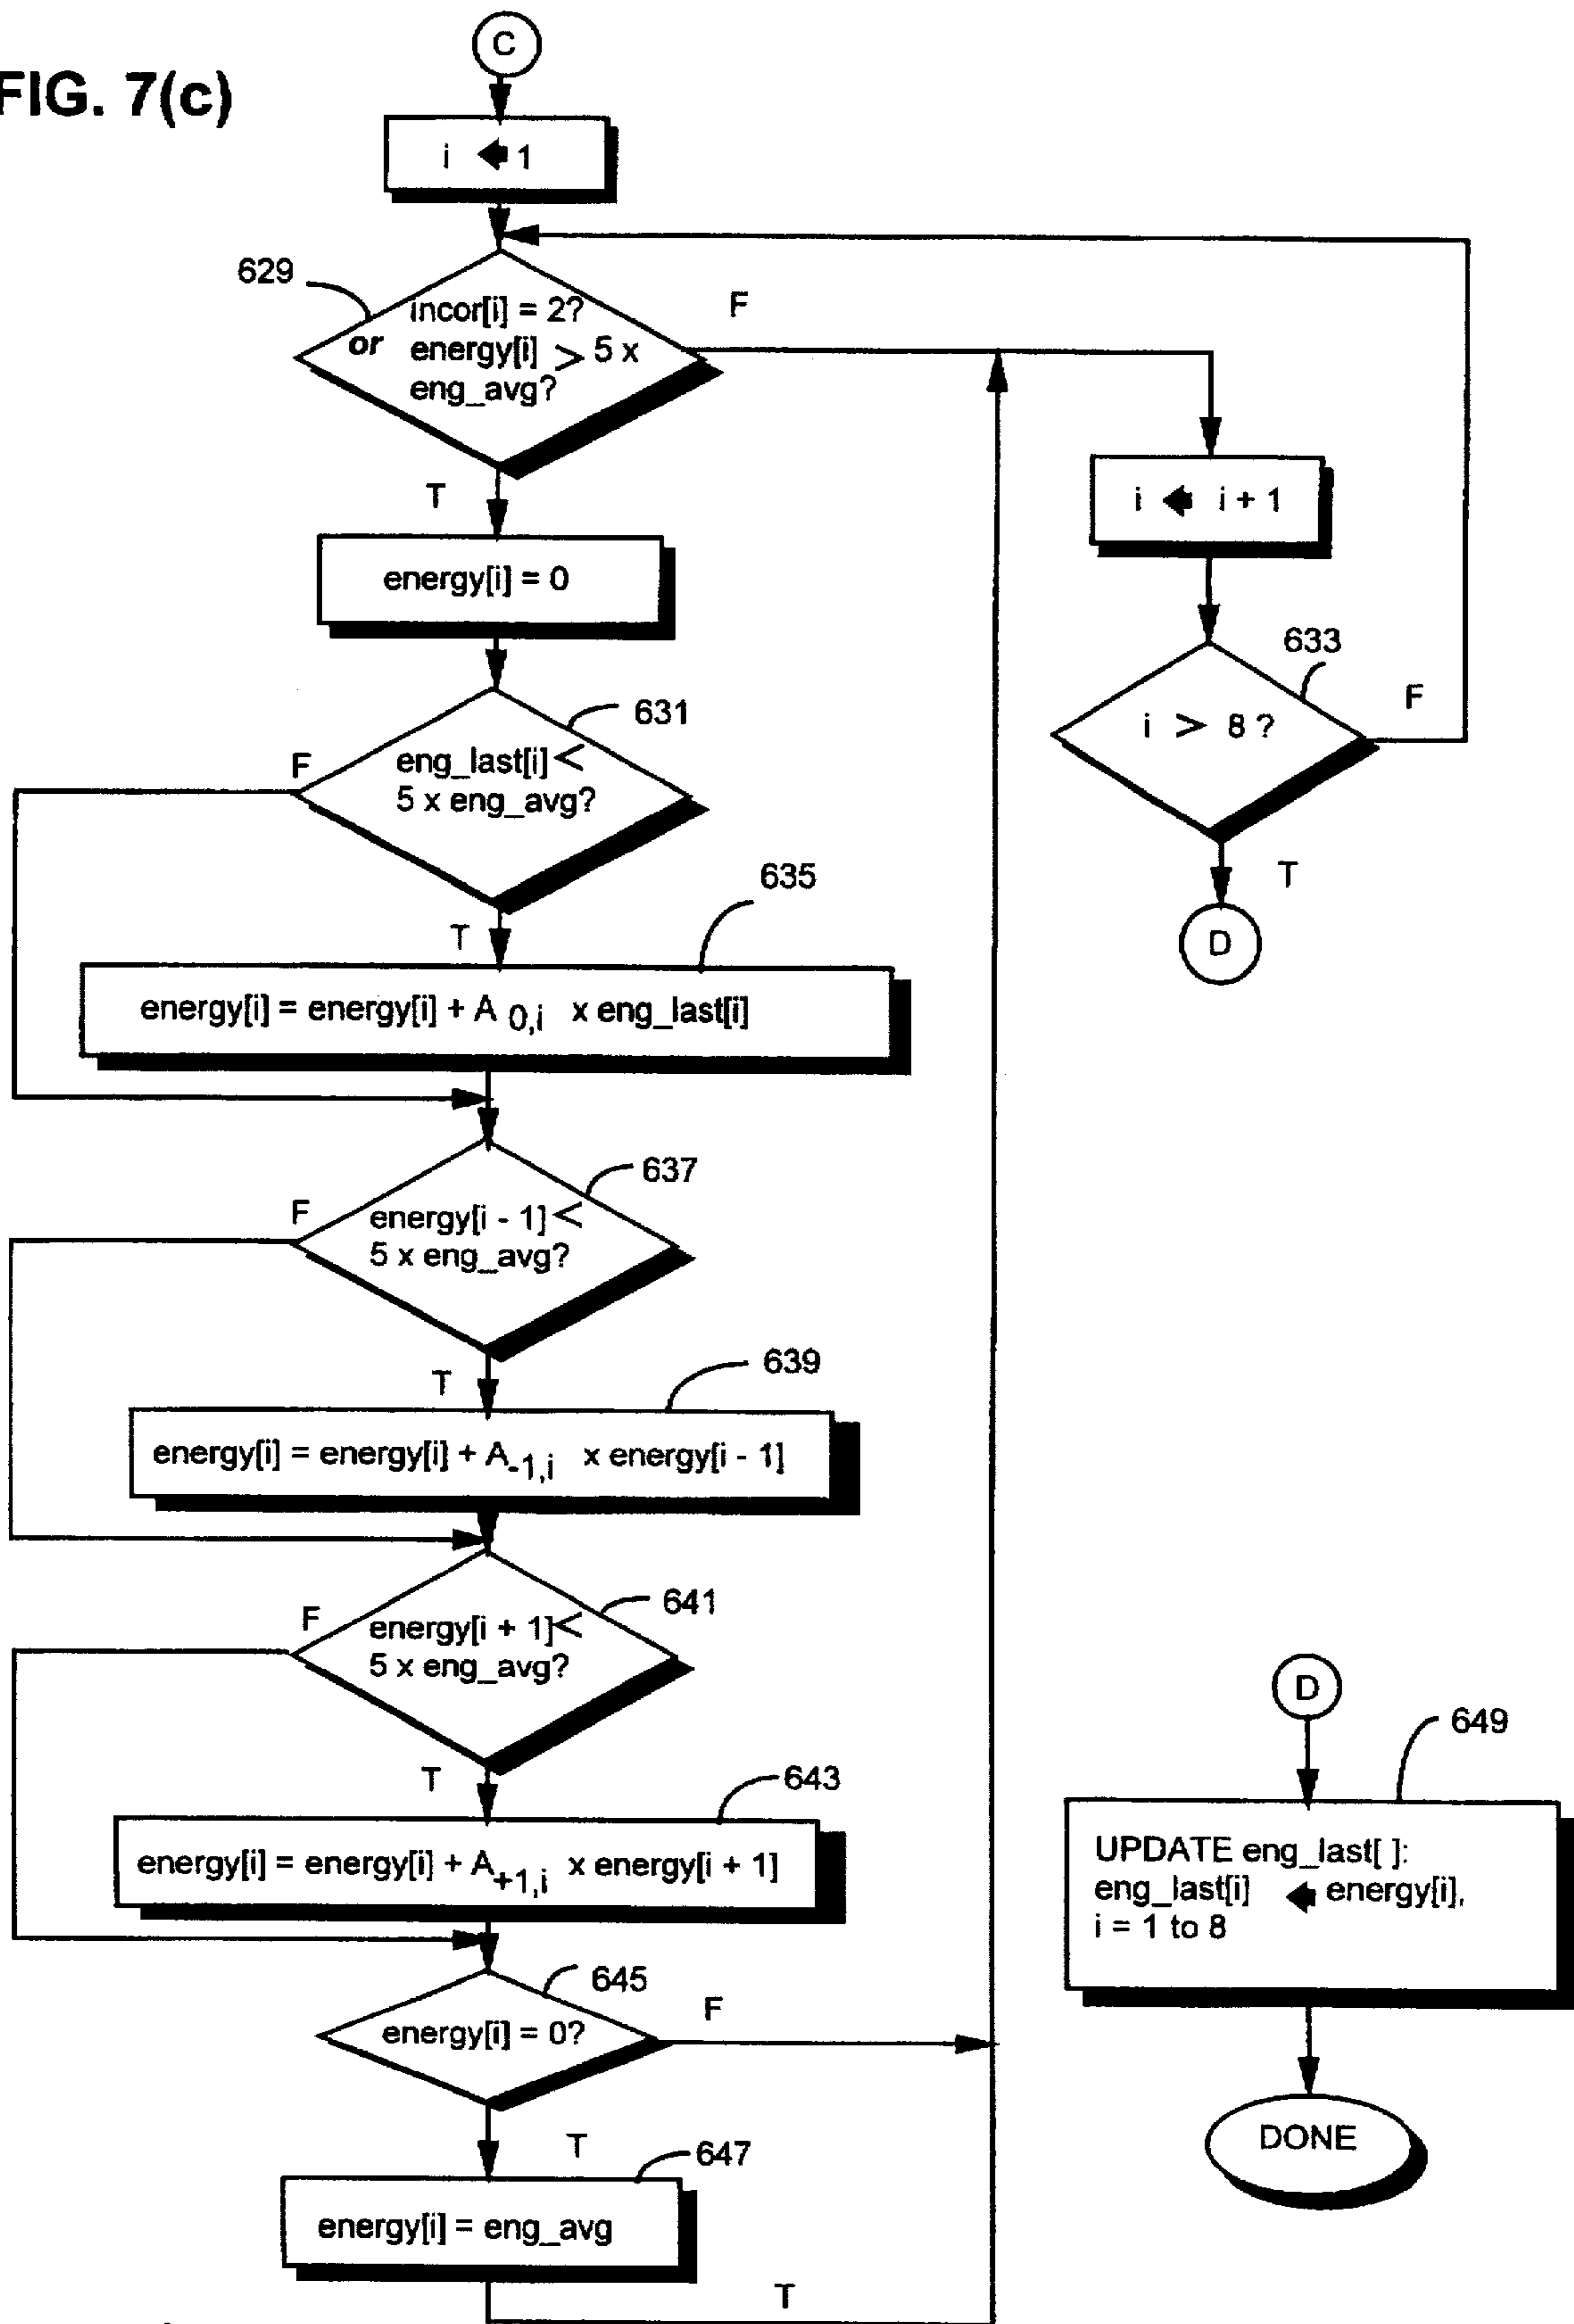 FIG. 7(c)
C
i ← 1
629
incor[i] = 2?
or energy[i] > 5 x
eng_avg?
F
T
energy[i] = 0
i ← i + 1
633
i > 8 ?
F
T
D
631
eng_last[i] <
5 x eng_avg?
F
T
635
energy[i] = energy[i] + A 0,i x eng_last[i]
637
energy[i - 1] <
5 x eng_avg?
F
T
639
energy[i] = energy[i] + A-1,i x energy[i - 1]
641
energy[i + 1]<
5 x eng_avg?
F
T
643
energy[i] = energy[i] + A+1,i x energy[i + 1]
645
energy[i] = 0?
F
T
647
energy[i] = eng_avg
T
D
649
UPDATE eng_last[ ]:
eng_last[i] ← energy[i],
i = 1 to 8
DONE